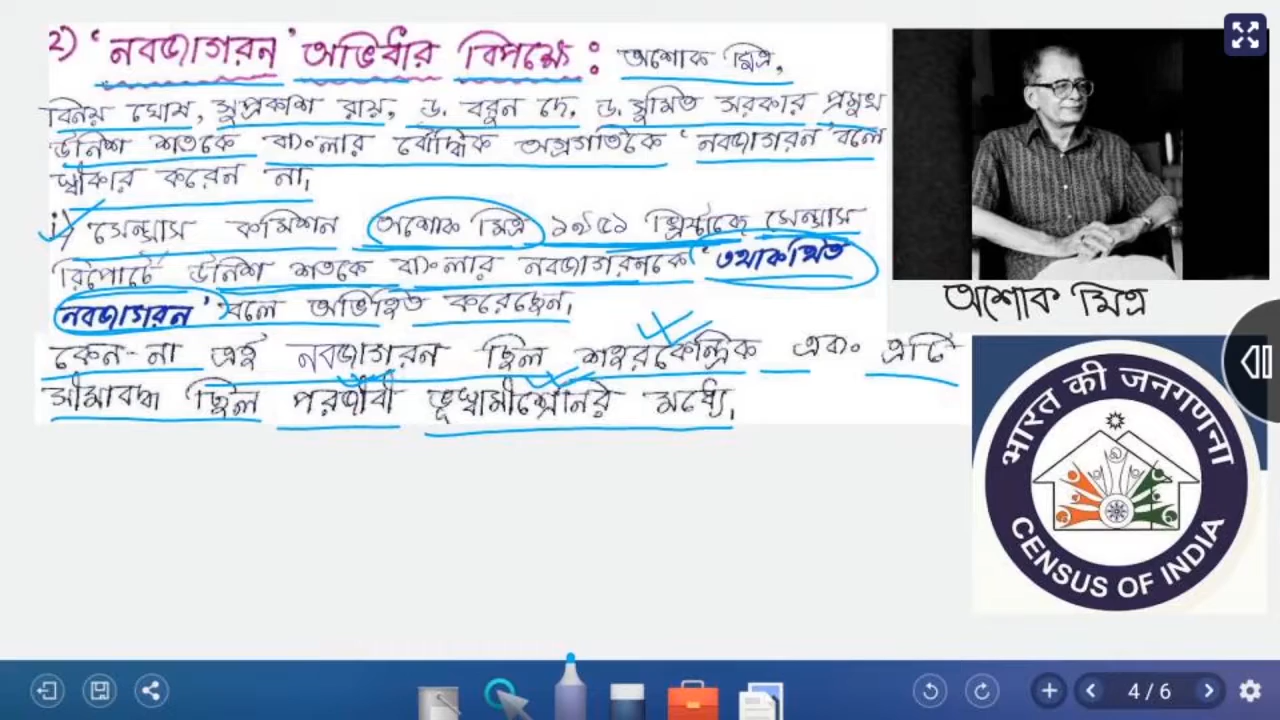 ২) 'নবজাগরন' অভিধার বিপক্ষে : অশোক মিত্র,
বিনয় ঘোষ, সুপ্রকাশ রায়, ড. বরুন দে, ড. সুমিত সরকার প্রমুখ
উনিশ শতকে বাংলার বৌদ্ধিক অগ্রগতিকে 'নবজাগরন' বলে
স্বীকার করেন না।
i) সেন্সাস কমিশন অশোক মিত্র ১৯৫১ খ্রিস্টাব্দে সেন্সাস
রিপোর্টে উনিশ শতকে বাংলার নবজাগরনকে 'তথাকথিত
নবজাগরন' বলে অভিহিত করেছেন।
কেন-না এই নবজাগরন ছিল শহরকেন্দ্রিক এবং এটি
সীমাবদ্ধ ছিল পরজীবী ভূস্বামীশ্রেনির মধ্যে।
অশোক মিত্র
भारत की जनगणना
CENSUS OF INDIA
4 / 6